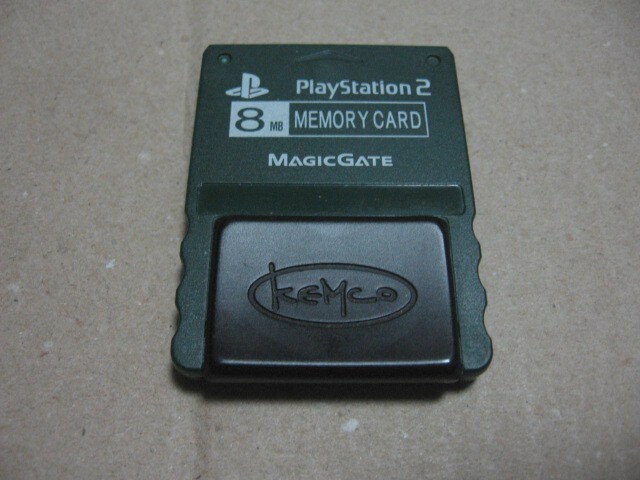 PlayStation 2
8 MB MEMORY CARD
MAGICGATE
KEMCO